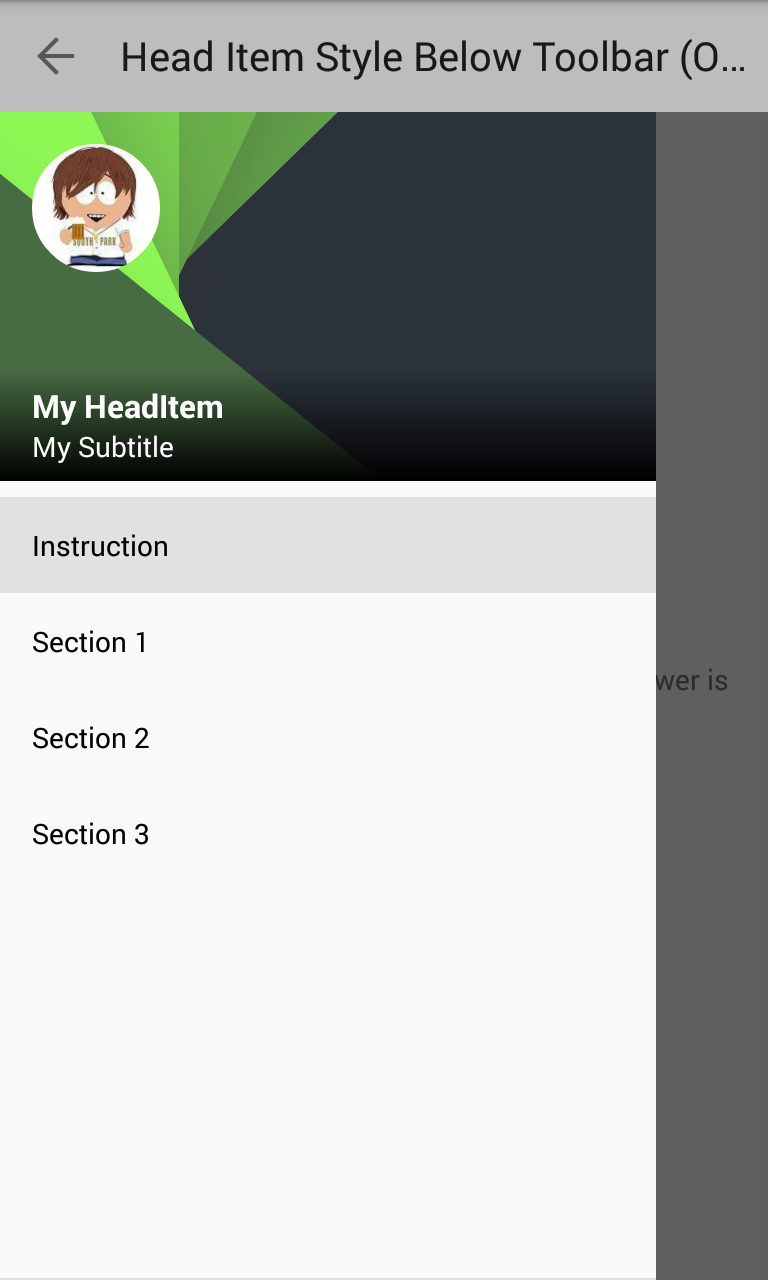 Head Item Style Below Toolbar (O...
SOUTH PARK
My HeadItem
My Subtitle
Instruction
Section 1
wer is
Section 2
Section 3